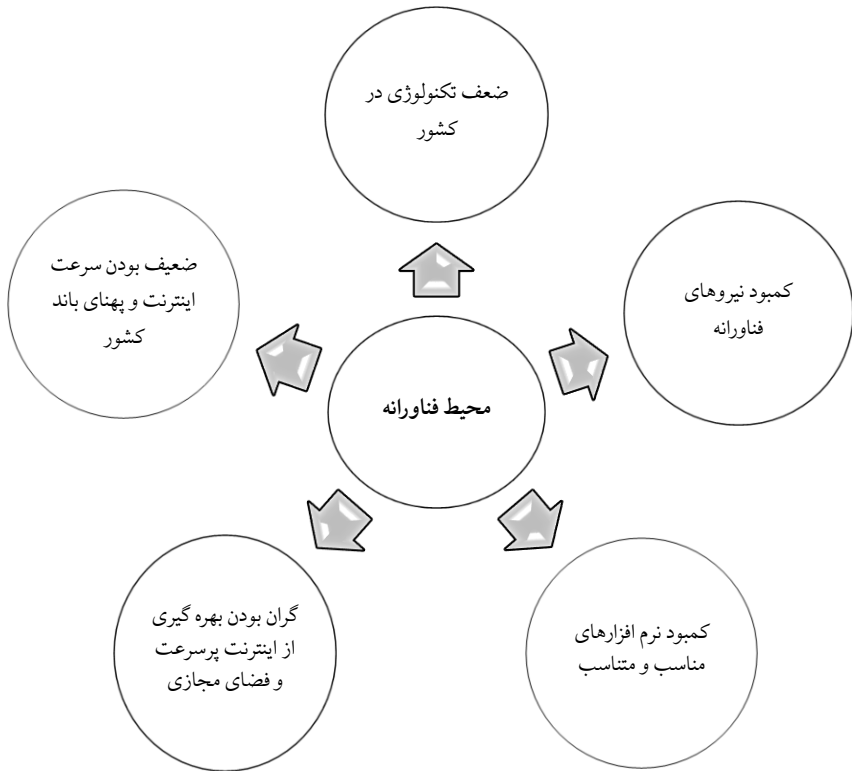 ضعف تکنولوژی در
کشور
کمبود نیروهای
فناورانه
ضعیف بودن سرعت
اینترنت و پهنای باند
کشور
محیط فناورانه
کمبود نرم افزارهای
مناسب و متناسب
گران بودن بهره گیری
از اینترنت پرسرعت
و فضای مجازی